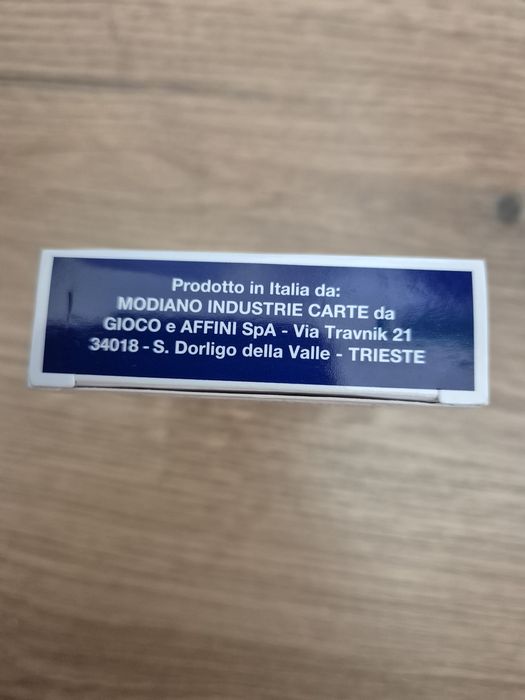 Prodotto in Italia da:
MODIANO INDUSTRIE CARTE da
GIOCO e AFFINI SpA - Via Travnik 21
34018 - S. Dorligo della Valle - TRIESTE